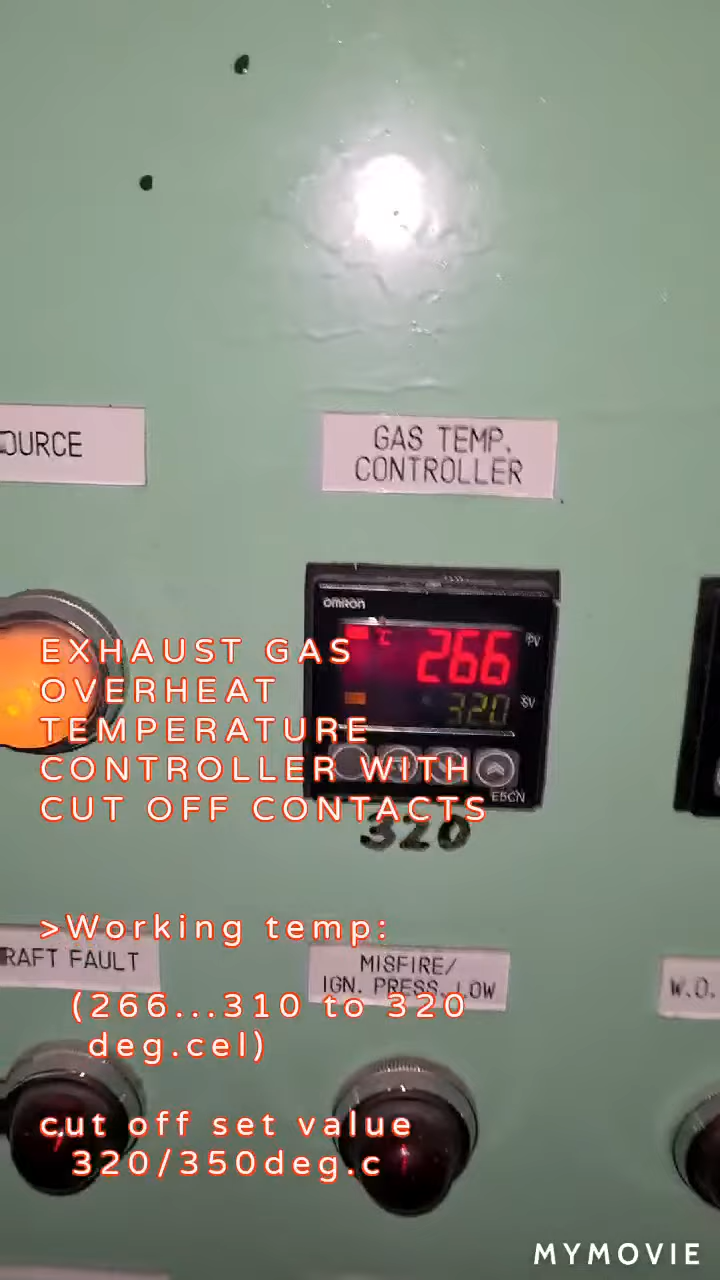 OURCE
GAS TEMP.
CONTROLLER
OMRON
°C
266
PV
320
SV
E5CN
320
EXHAUST GAS
OVERHEAT
TEMPERATURE
CONTROLLER WITH
CUT OFF CONTACTS
>Working temp:
(266...310 to 320
deg.cel)
RAFT FAULT
MISFIRE/
IGN. PRESS. LOW
W.O.
cut off set value
320/350deg.c
MYMOVIE